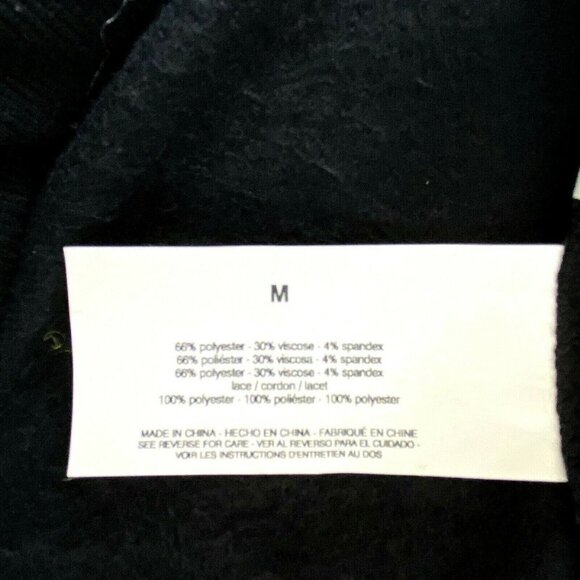 M
66% polyester - 30% viscose - 4% spandex
66% poliéster - 30% viscosa - 4% spandex
66% polyester - 30% viscose - 4% spandex
lace / cordon / lacet
100% polyester - 100% poliéster - 100% polyester
MADE IN CHINA - HECHO EN CHINA - FABRIQUÉ EN CHINE
SEE REVERSE FOR CARE - VER AL REVERSO PARA EL CUIDADO -
VOIR LES INSTRUCTIONS D'ENTRETIEN AU DOS